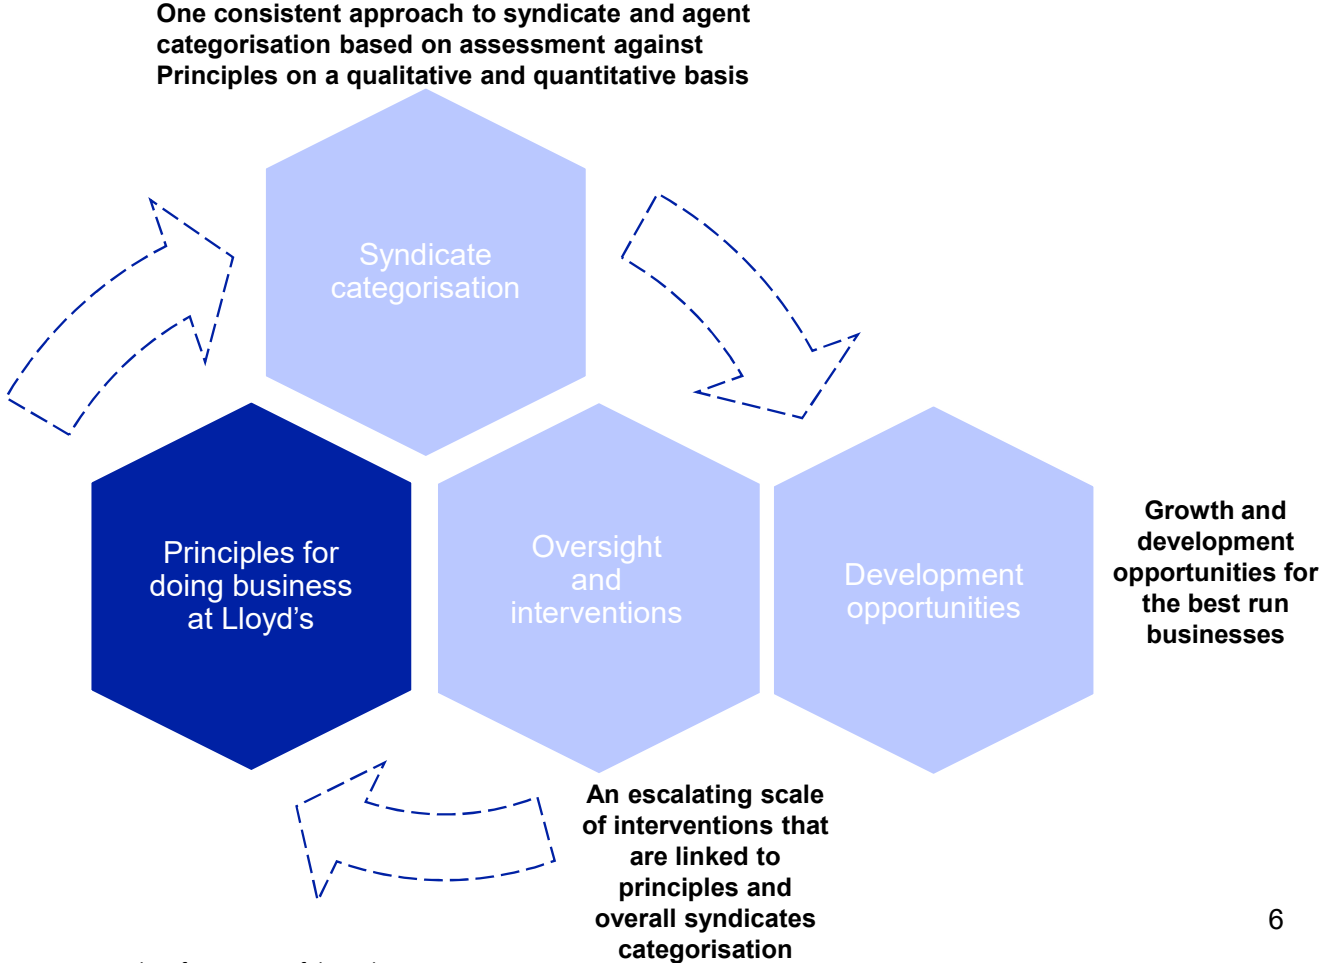 One consistent approach to syndicate and agent
categorisation based on assessment against
Principles on a qualitative and quantitative basis
Syndicate
categorisation
Principles for
doing business
at Lloyd’s
Oversight
and
interventions
Development
opportunities
Growth and
development
opportunities for
the best run
businesses
An escalating scale
of interventions that
are linked to
principles and
overall syndicates
categorisation
6